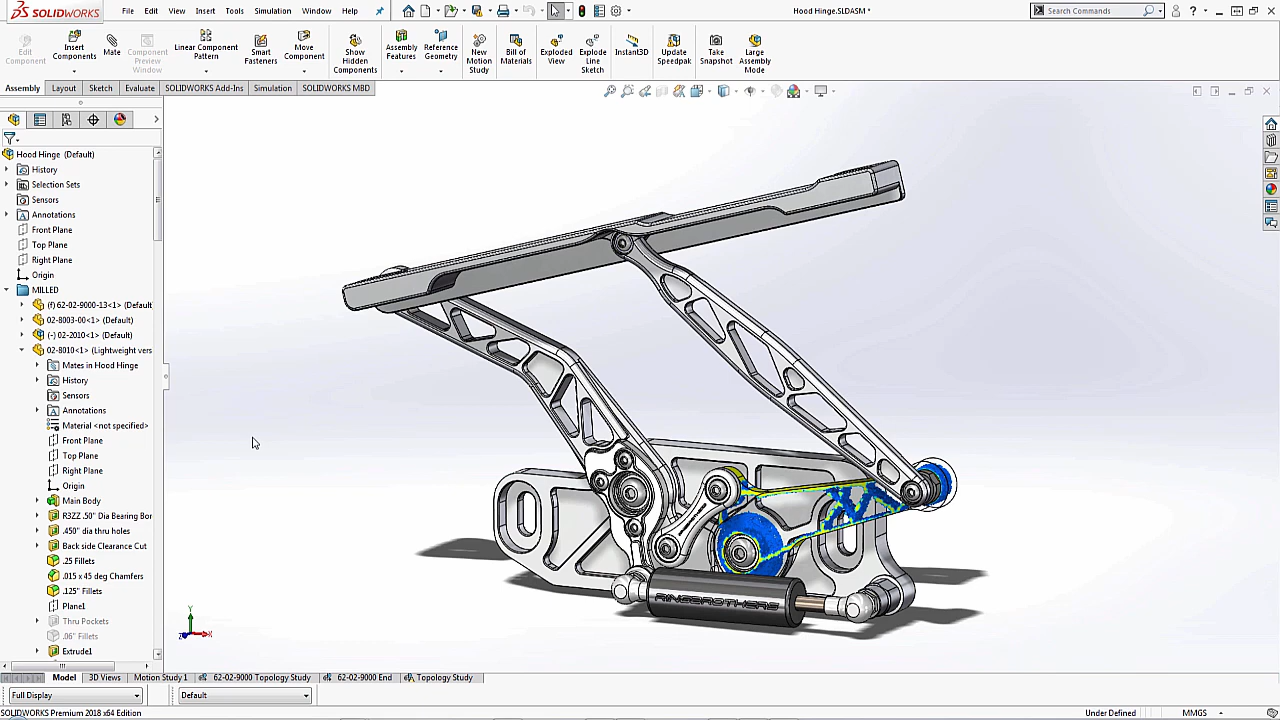 SOLIDWORKS File Edit View Insert Tools Simulation Window Help Hood Hinge.SLDASM * Search Commands
Edit Component
Insert Components
Mate
Component Preview Window
Linear Component Pattern
Smart Fasteners
Move Component
Show Hidden Components
Assembly Features
Reference Geometry
New Motion Study
Bill of Materials
Exploded View
Explode Line Sketch
Instant3D
Update Speedpak
Take Snapshot
Large Assembly Mode
Assembly Layout Sketch Evaluate SOLIDWORKS Add-Ins Simulation SOLIDWORKS MBD
Hood Hinge (Default)
History
Selection Sets
Sensors
Annotations
Front Plane
Top Plane
Right Plane
Origin
MILLED
(f) 62-02-9000-13<1> (Default
02-8003-00<1> (Default)
(-) 02-2010<1> (Default)
02-8010<1> (Lightweight vers
Mates in Hood Hinge
History
Sensors
Annotations
Material <not specified>
Front Plane
Top Plane
Right Plane
Origin
Main Body
R3ZZ .50" Dia Bearing Bor
.450" dia thru holes
Back side Clearance Cut
.25 Fillets
.015 x 45 deg Chamfers
.125" Fillets
Plane1
Thru Pockets
.06" Fillets
Extrude1
RINGBROTHERS
Y
X
Z
Model 3D Views Motion Study 1 62-02-9000 Topology Study 62-02-9000 End Topology Study
Full Display Default
SOLIDWORKS Premium 2018 x64 Edition Under Defined MMGS